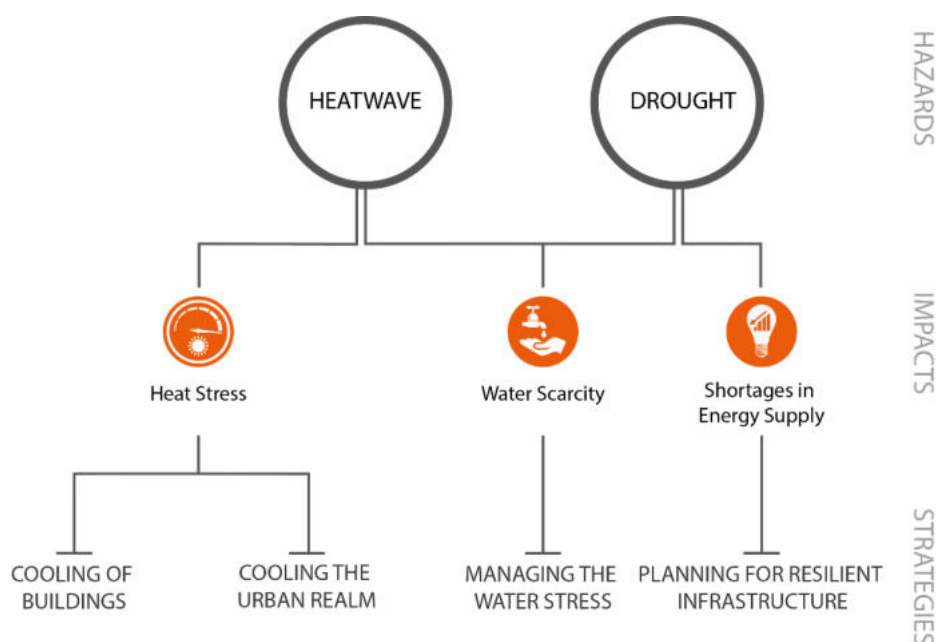 HEATWAVE
DROUGHT
HAZARDS
Heat Stress
Water Scarcity
Shortages in
Energy Supply
IMPACTS
COOLING OF
BUILDINGS
COOLING THE
URBAN REALM
MANAGING THE
WATER STRESS
PLANNING FOR RESILIENT
INFRASTRUCTURE
STRATEGIES